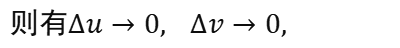 则有Δ𝑢 → 0, Δ𝑣 → 0,